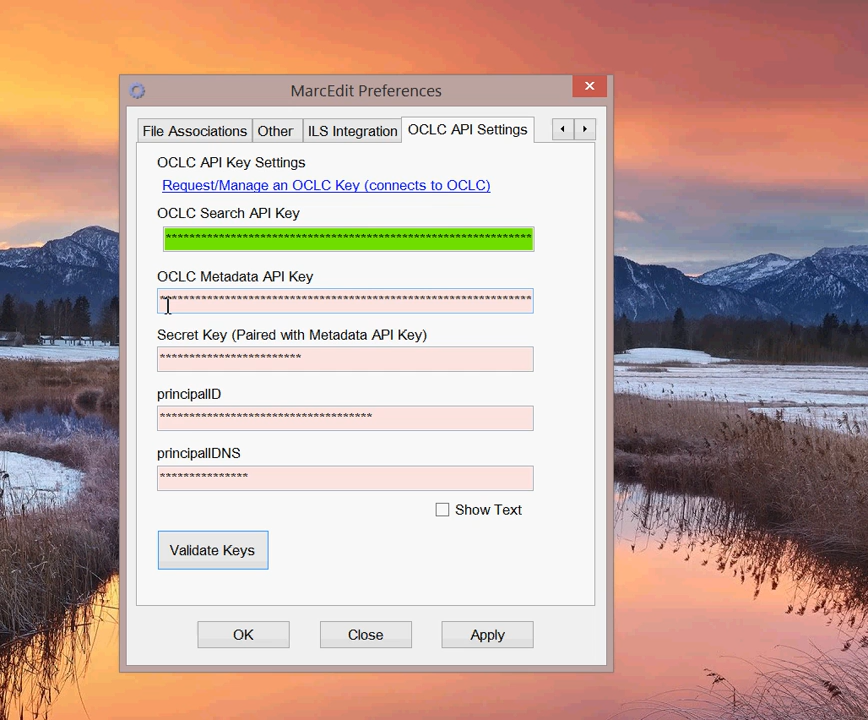 MarcEdit Preferences
File Associations
Other
ILS Integration
OCLC API Settings
OCLC API Key Settings
Request/Manage an OCLC Key (connects to OCLC)
OCLC Search API Key
**************************************************************
OCLC Metadata API Key
***************************************************************
Secret Key (Paired with Metadata API Key)
************************
principalID
************************************
principalIDNS
***************
Show Text
Validate Keys
OK
Close
Apply